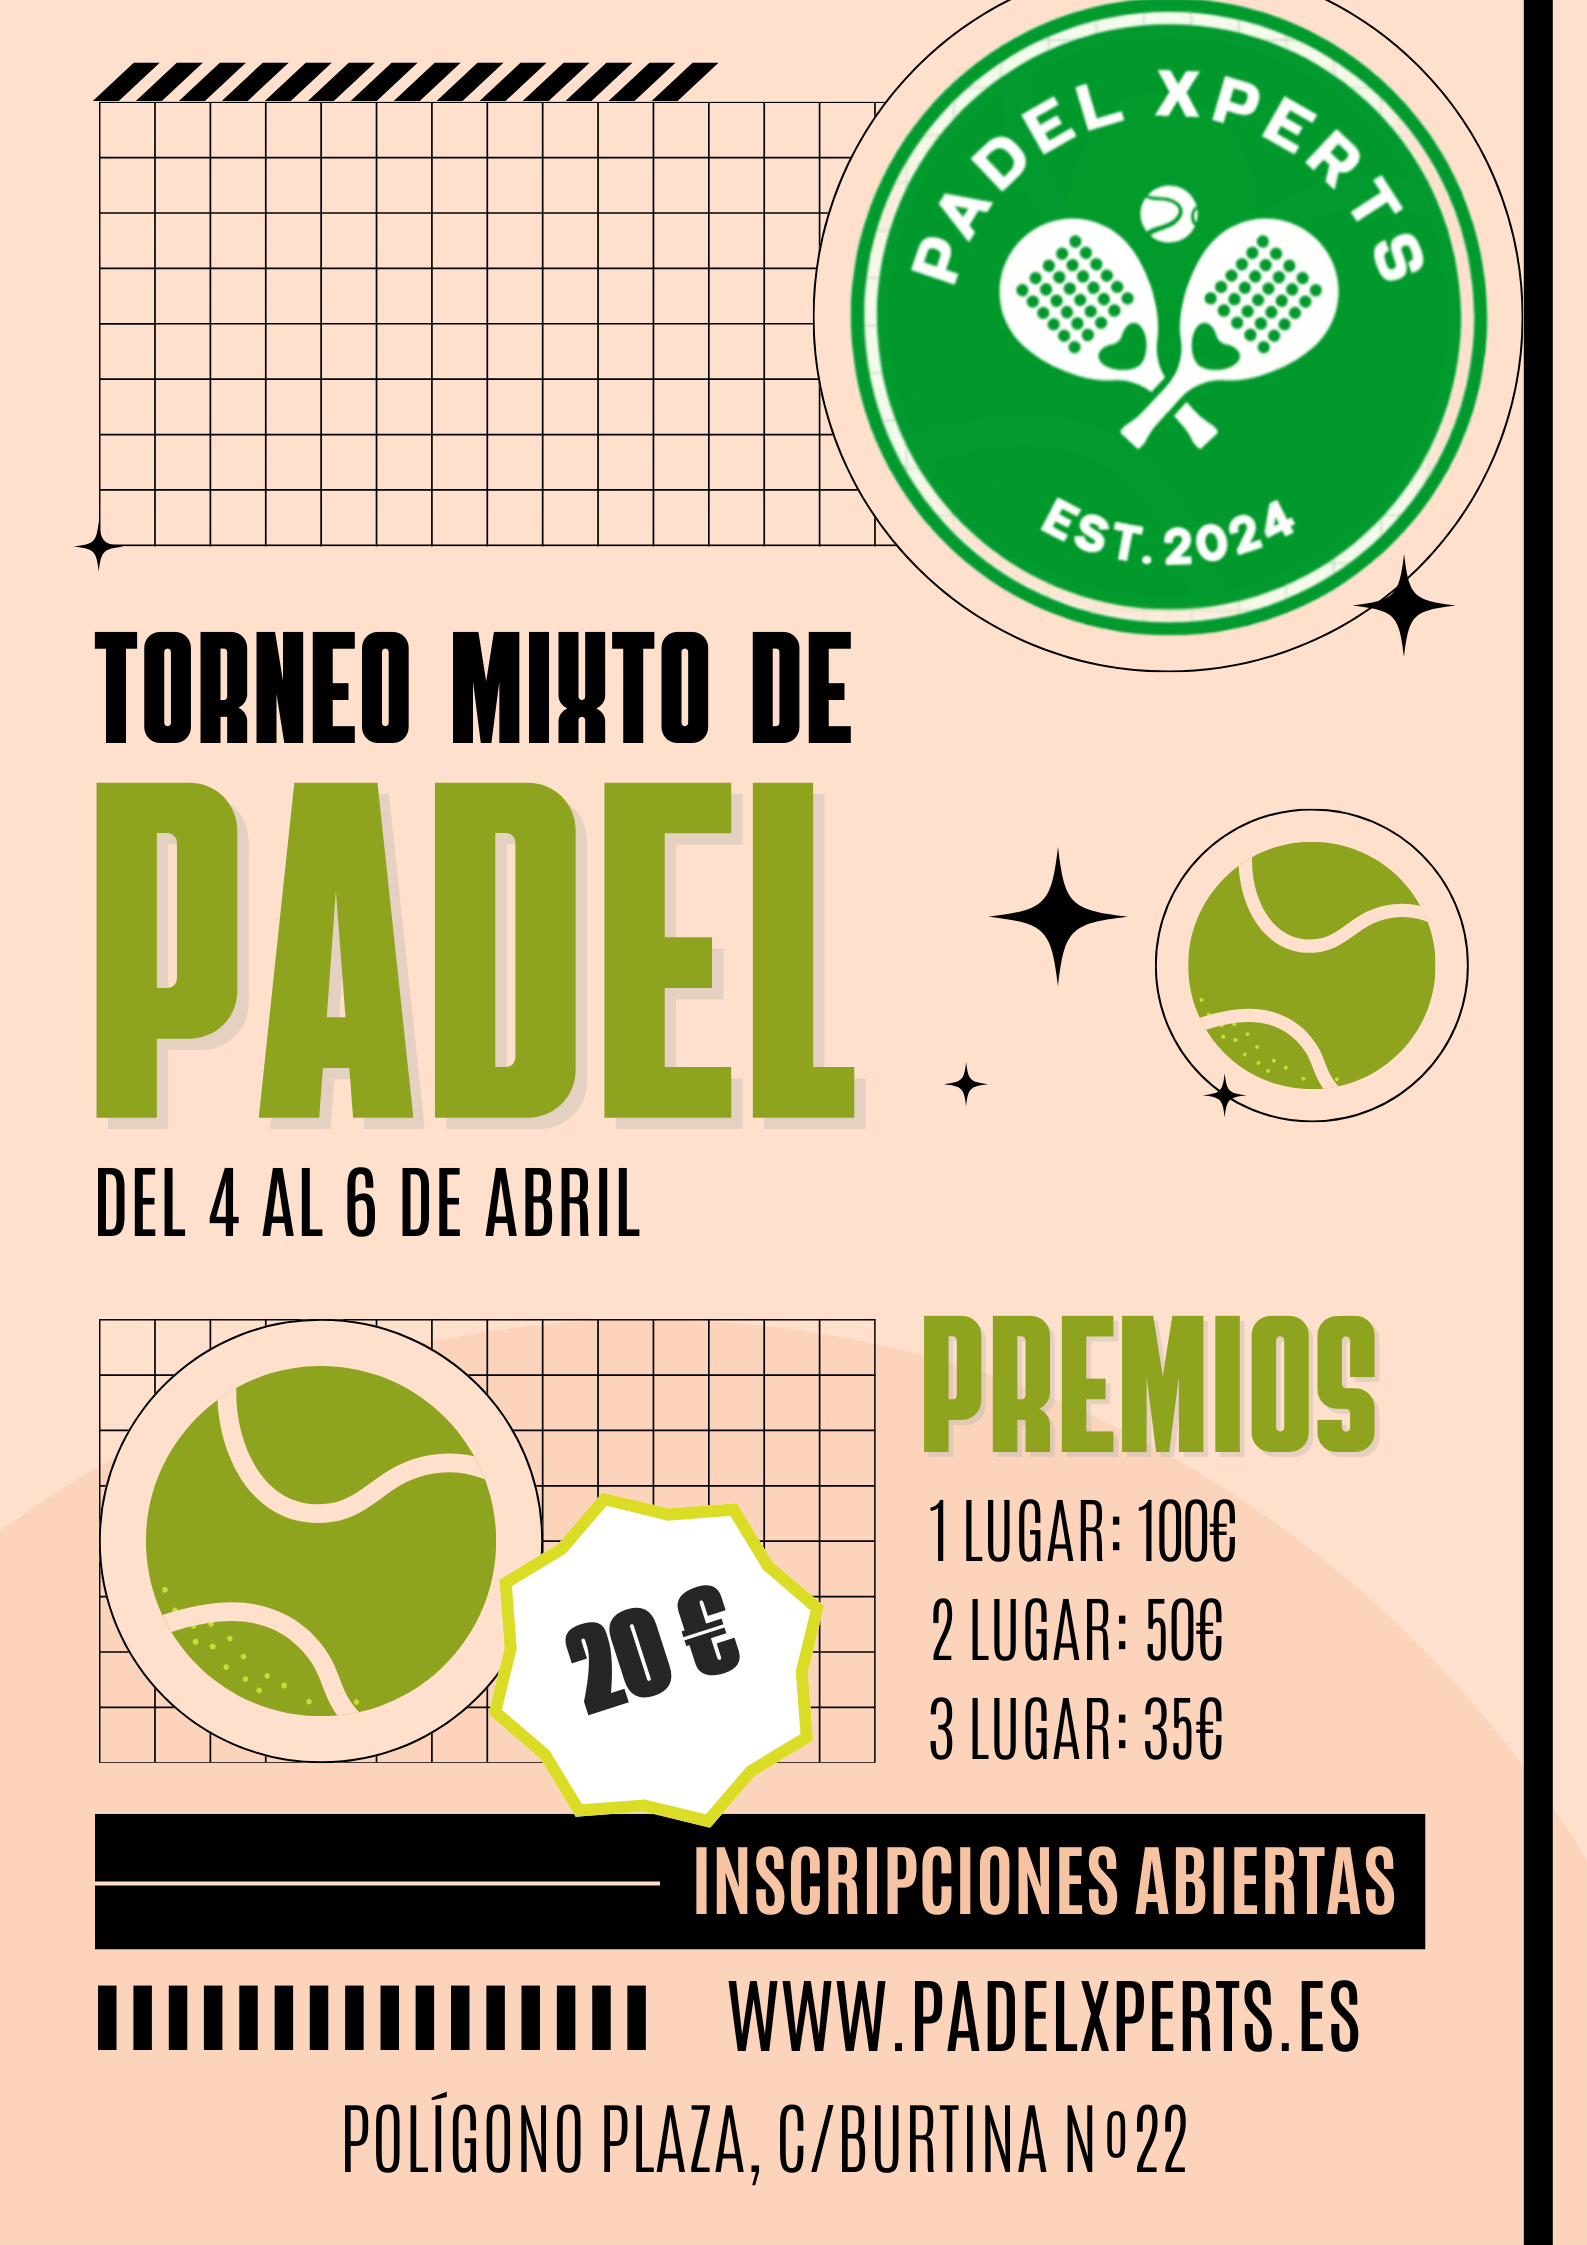 PADEL XPERTS
EST. 2024
TORNEO MIXTO DE
PADEL
DEL 4 AL 6 DE ABRIL
PREMIOS
1 LUGAR: 100€
2 LUGAR: 50€
3 LUGAR: 35€
20 €
INSCRIPCIONES ABIERTAS
WWW.PADELXPERTS.ES
POLÍGONO PLAZA, C/BURTINA Nº22